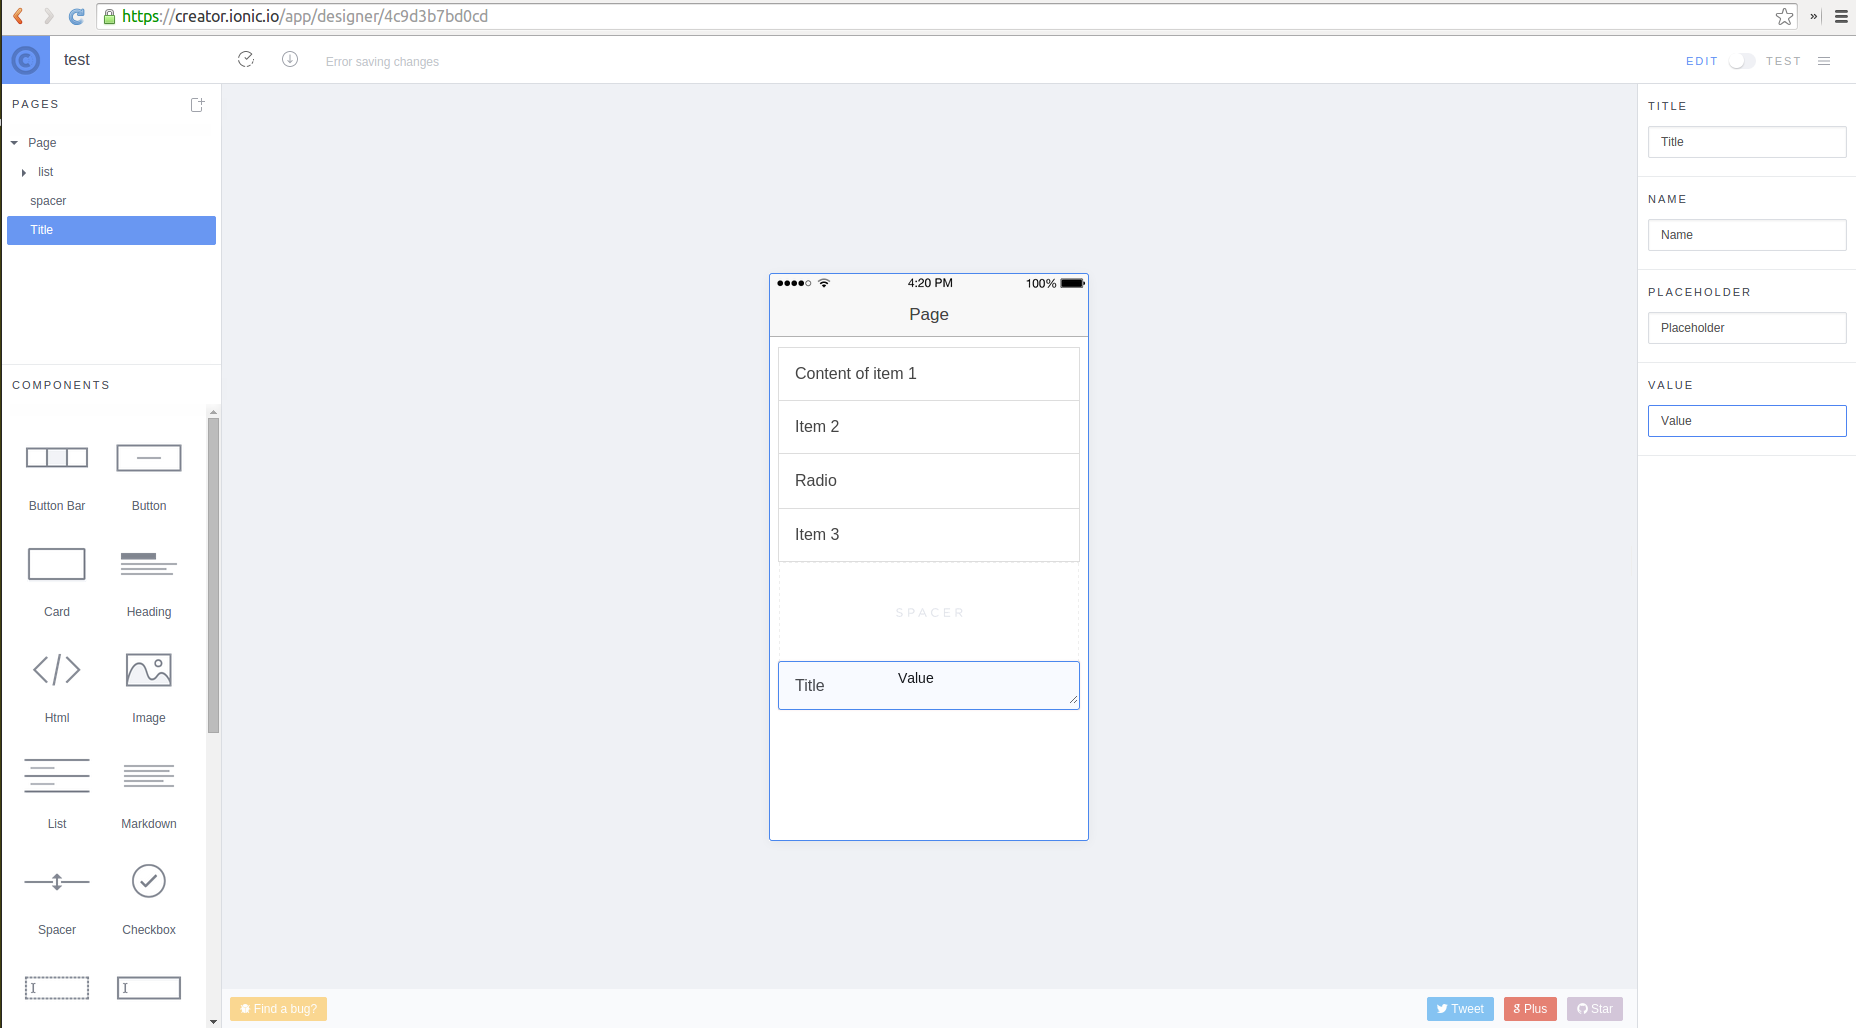 https://creator.ionic.io/app/designer/4c9d3b7bd0cd
»
test
Error saving changes
EDIT
TEST
PAGES
Page
list
spacer
Title
COMPONENTS
Button Bar
Button
Card
Heading
Html
Image
List
Markdown
Spacer
Checkbox
4:20 PM
100%
Page
Content of item 1
Item 2
Radio
Item 3
SPACER
Title
Value
TITLE
Title
NAME
Name
PLACEHOLDER
Placeholder
VALUE
Value
Find a bug?
Tweet
Plus
Star